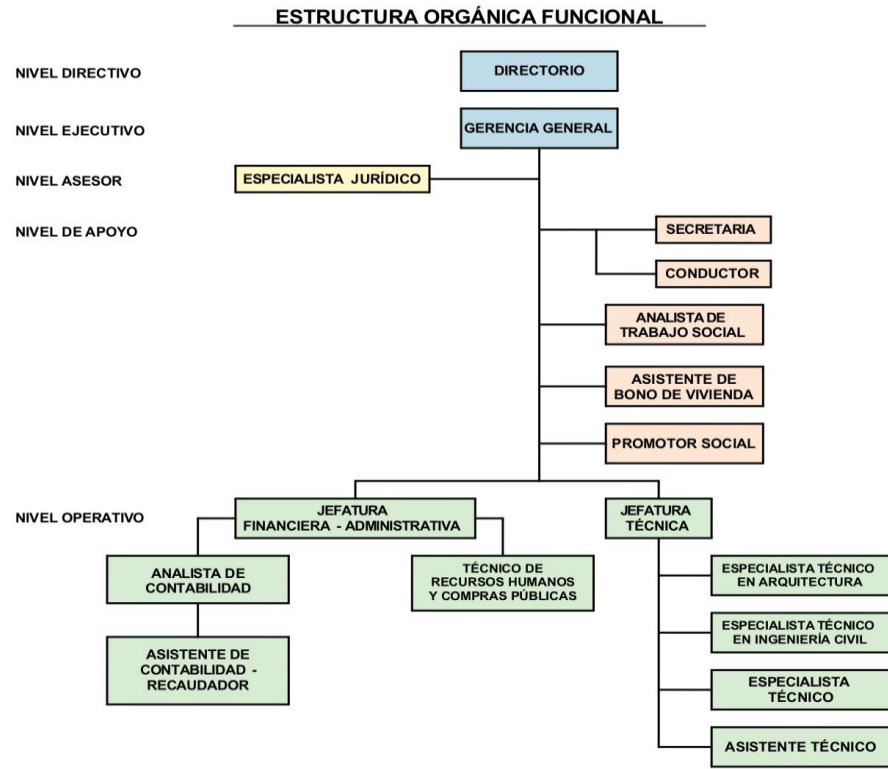 ESTRUCTURA ORGÁNICA FUNCIONAL
NIVEL DIRECTIVO
DIRECTORIO
NIVEL EJECUTIVO
GERENCIA GENERAL
NIVEL ASESOR
ESPECIALISTA JURÍDICO
NIVEL DE APOYO
SECRETARIA
CONDUCTOR
ANALISTA DE
TRABAJO SOCIAL
ASISTENTE DE
BONO DE VIVIENDA
PROMOTOR SOCIAL
NIVEL OPERATIVO
JEFATURA
FINANCIERA - ADMINISTRATIVA
JEFATURA
TÉCNICA
ANALISTA DE
CONTABILIDAD
TÉCNICO DE
RECURSOS HUMANOS
Y COMPRAS PÚBLICAS
ESPECIALISTA TÉCNICO
EN ARQUITECTURA
ESPECIALISTA TÉCNICO
EN INGENIERÍA CIVIL
ASISTENTE DE
CONTABILIDAD -
RECAUDADOR
ESPECIALISTA
TÉCNICO
ASISTENTE TÉCNICO